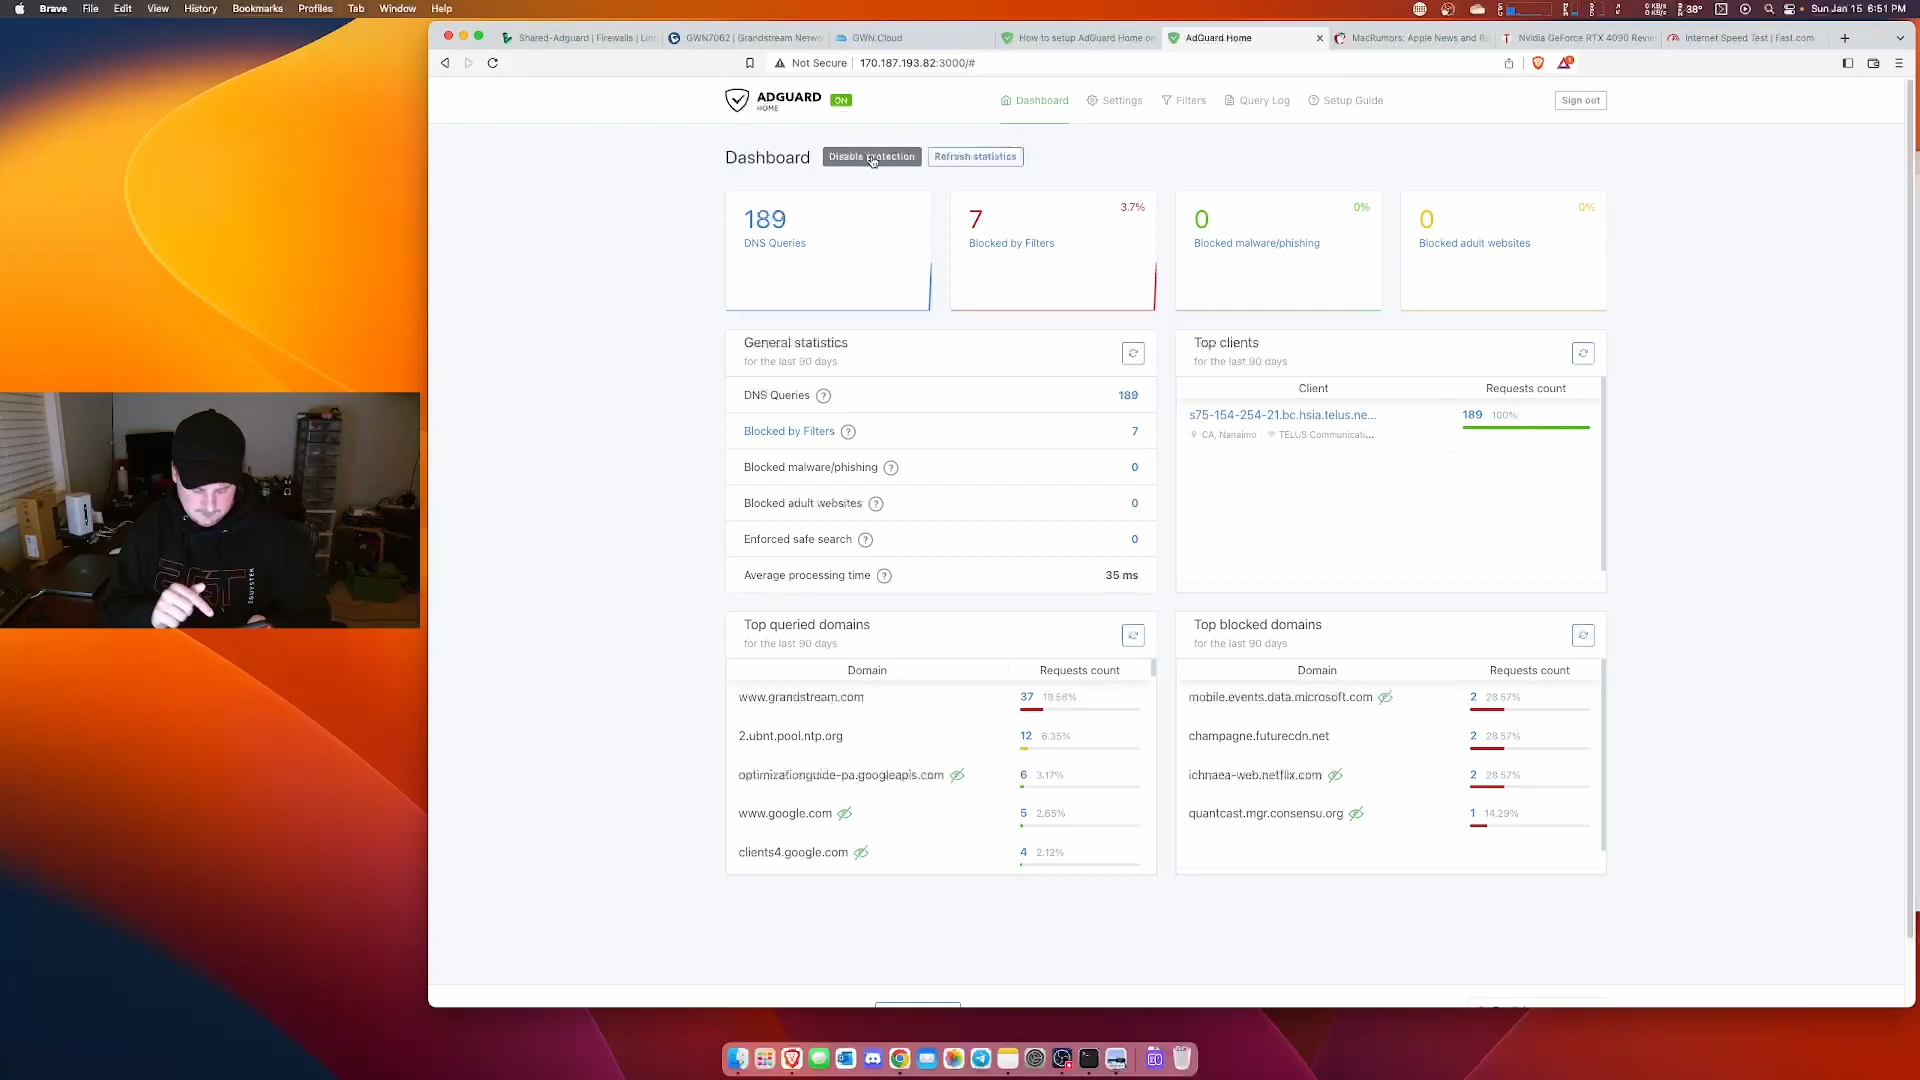 Brave File Edit View History Bookmarks Profiles Tab Window Help
0 KB/s
0 KB/s
38° Sun Jan 15 6:51 PM
Shared-Adguard | Firewalls | Lin
GWN7062 | Grandstream Netwo
GWN.Cloud
How to setup AdGuard Home on
AdGuard Home
MacRumors: Apple News and Ru
Nvidia GeForce RTX 4090 Revie
Internet Speed Test | Fast.com
Not Secure 170.187.193.82:3000/#
ADGUARD
HOME
ON
Dashboard Settings Filters Query Log Setup Guide
Sign out
Dashboard Disable protection Refresh statistics
189
DNS Queries
7 3.7%
Blocked by Filters
0 0%
Blocked malware/phishing
0 0%
Blocked adult websites
General statistics
for the last 90 days
DNS Queries ? 189
Blocked by Filters ? 7
Blocked malware/phishing ? 0
Blocked adult websites ? 0
Enforced safe search ? 0
Average processing time ? 35 ms
Top clients
for the last 90 days
Client Requests count
s75-154-254-21.bc.hsia.telus.ne... 189 100%
CA, Nanaimo TELUS Communicati...
Top queried domains
for the last 90 days
Domain Requests count
www.grandstream.com 37 19.58%
2.ubnt.pool.ntp.org 12 6.35%
optimizationguide-pa.googleapis.com 6 3.17%
www.google.com 5 2.65%
clients4.google.com 4 2.12%
Top blocked domains
for the last 90 days
Domain Requests count
mobile.events.data.microsoft.com 2 28.57%
champagne.futurecdn.net 2 28.57%
ichnaea-web.netflix.com 2 28.57%
quantcast.mgr.consensu.org 1 14.29%
2GUYSTEK